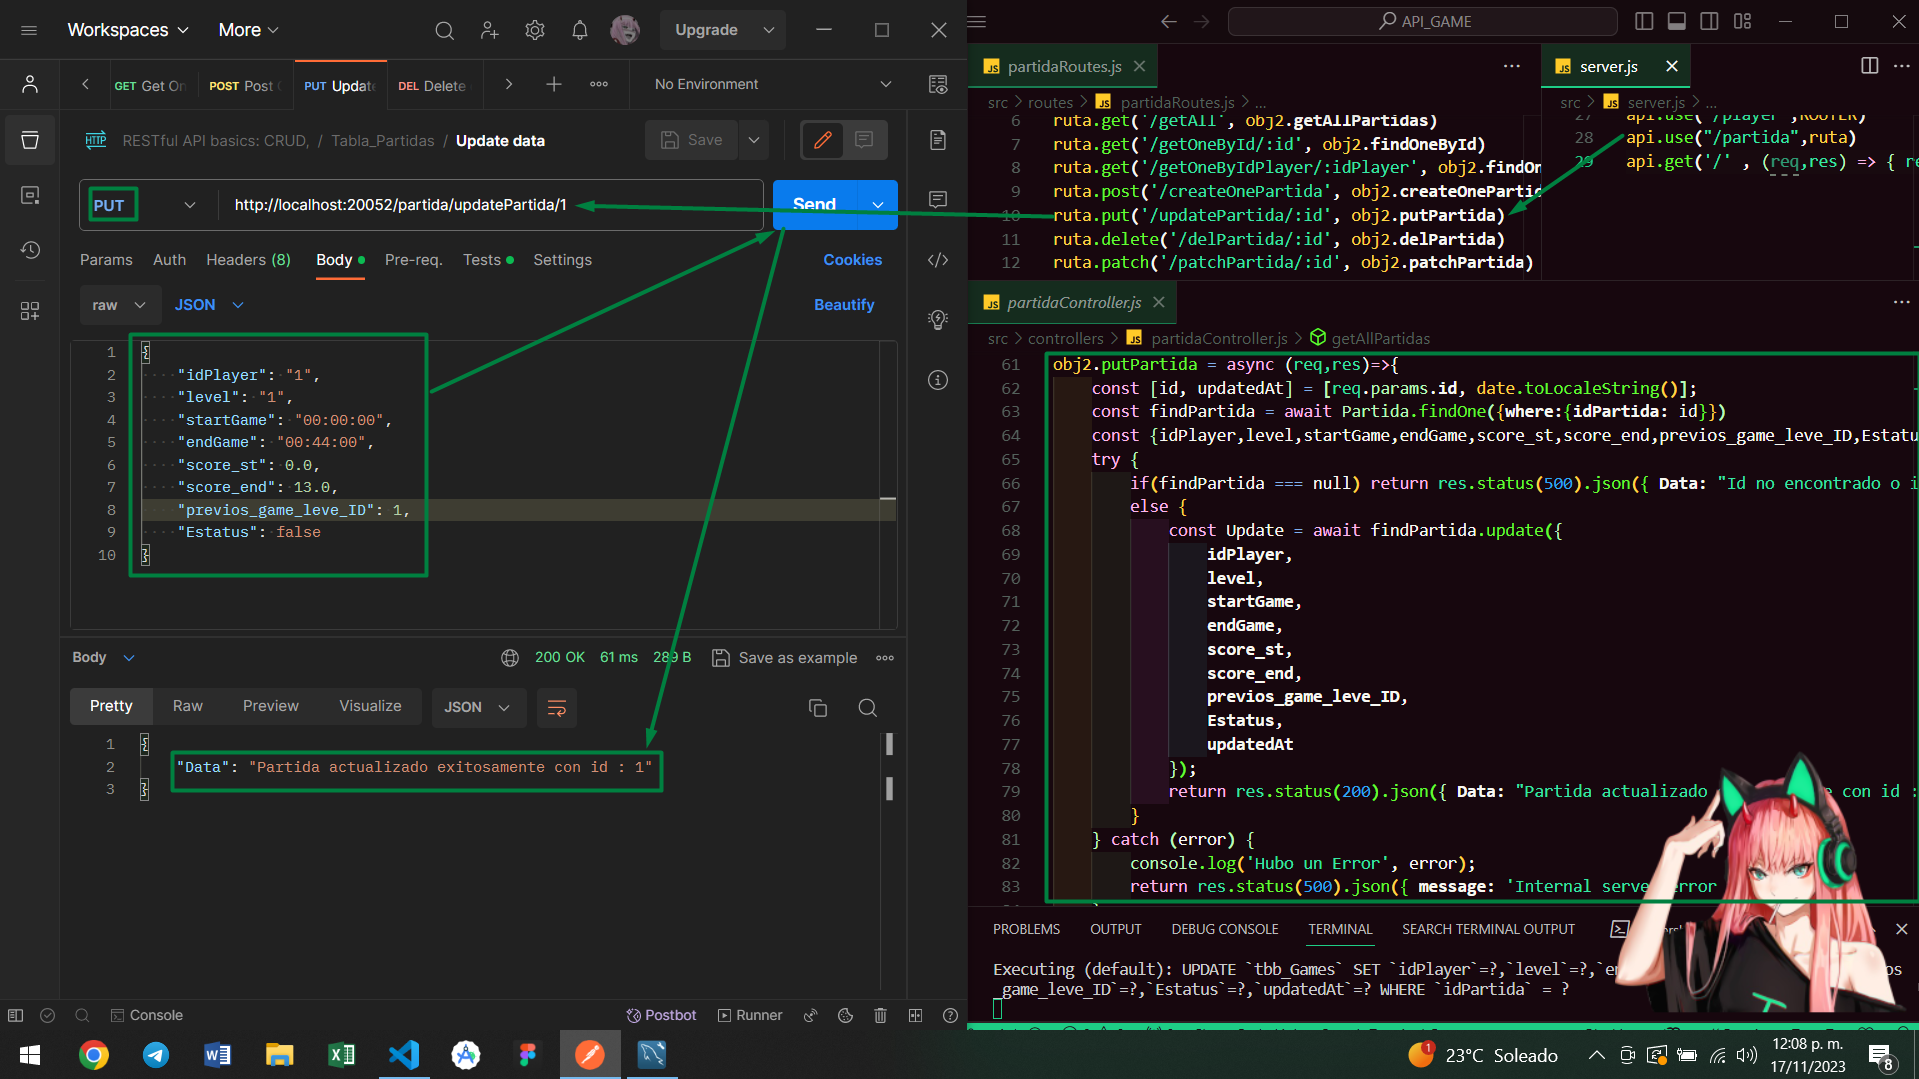 Workspaces
More
Upgrade
GET Get On
POST Post
PUT Update
DEL Delete
No Environment
HTTP
RESTful API basics: CRUD, / Tabla_Partidas / Update data
Save
PUT
http://localhost:20052/partida/updatePartida/1
Send
Params
Auth
Headers (8)
Body
Pre-req.
Tests
Settings
Cookies
raw
JSON
Beautify
1 {
2 "idPlayer": "1",
3 "level": "1",
4 "startGame": "00:00:00",
5 "endGame": "00:44:00",
6 "score_st": 0.0,
7 "score_end": 13.0,
8 "previos_game_leve_ID": 1,
9 "Estatus": false
10 }
Body
200 OK 61 ms 289 B
Save as example
Pretty
Raw
Preview
Visualize
JSON
1 {
2 "Data": "Partida actualizado exitosamente con id : 1"
3 }
Console
Postbot
Runner
API_GAME
JS partidaRoutes.js
src > routes > JS partidaRoutes.js > ...
6 ruta.get('/getAll', obj2.getAllPartidas)
7 ruta.get('/getOneById/:id', obj2.findOneById)
8 ruta.get('/getOneByIdPlayer/:idPlayer', obj2.findOn
9 ruta.post('/createOnePartida', obj2.createOnePartid
10 ruta.put('/updatePartida/:id', obj2.putPartida)
11 ruta.delete('/delPartida/:id', obj2.delPartida)
12 ruta.patch('/patchPartida/:id', obj2.patchPartida)
JS server.js
src > JS server.js > ...
27 api.use("/player",ROUTER)
28 api.use("/partida",ruta)
29 api.get('/' , (req,res) => { re
JS partidaController.js
src > controllers > JS partidaController.js > getAllPartidas
61 obj2.putPartida = async (req,res)=>{
62 const [id, updatedAt] = [req.params.id, date.toLocaleString()];
63 const findPartida = await Partida.findOne({where:{idPartida: id}})
64 const {idPlayer,level,startGame,endGame,score_st,score_end,previos_game_leve_ID,Estatu
65 try {
66 if(findPartida === null) return res.status(500).json({ Data: "Id no encontrado o i
67 else {
68 const Update = await findPartida.update({
69 idPlayer,
70 level,
71 startGame,
72 endGame,
73 score_st,
74 score_end,
75 previos_game_leve_ID,
76 Estatus,
77 updatedAt
78 });
79 return res.status(200).json({ Data: "Partida actualizado e con id :
80 }
81 } catch (error) {
82 console.log('Hubo un Error', error);
83 return res.status(500).json({ message: 'Internal server error
PROBLEMS
OUTPUT
DEBUG CONSOLE
TERMINAL
SEARCH TERMINAL OUTPUT
Executing (default): UPDATE `tbb_Games` SET `idPlayer`=?,`level`=?,`e os
_game_leve_ID`=?,`Estatus`=?,`updatedAt`=? WHERE `idPartida` = ?
23°C Soleado
12:08 p. m.
17/11/2023
8